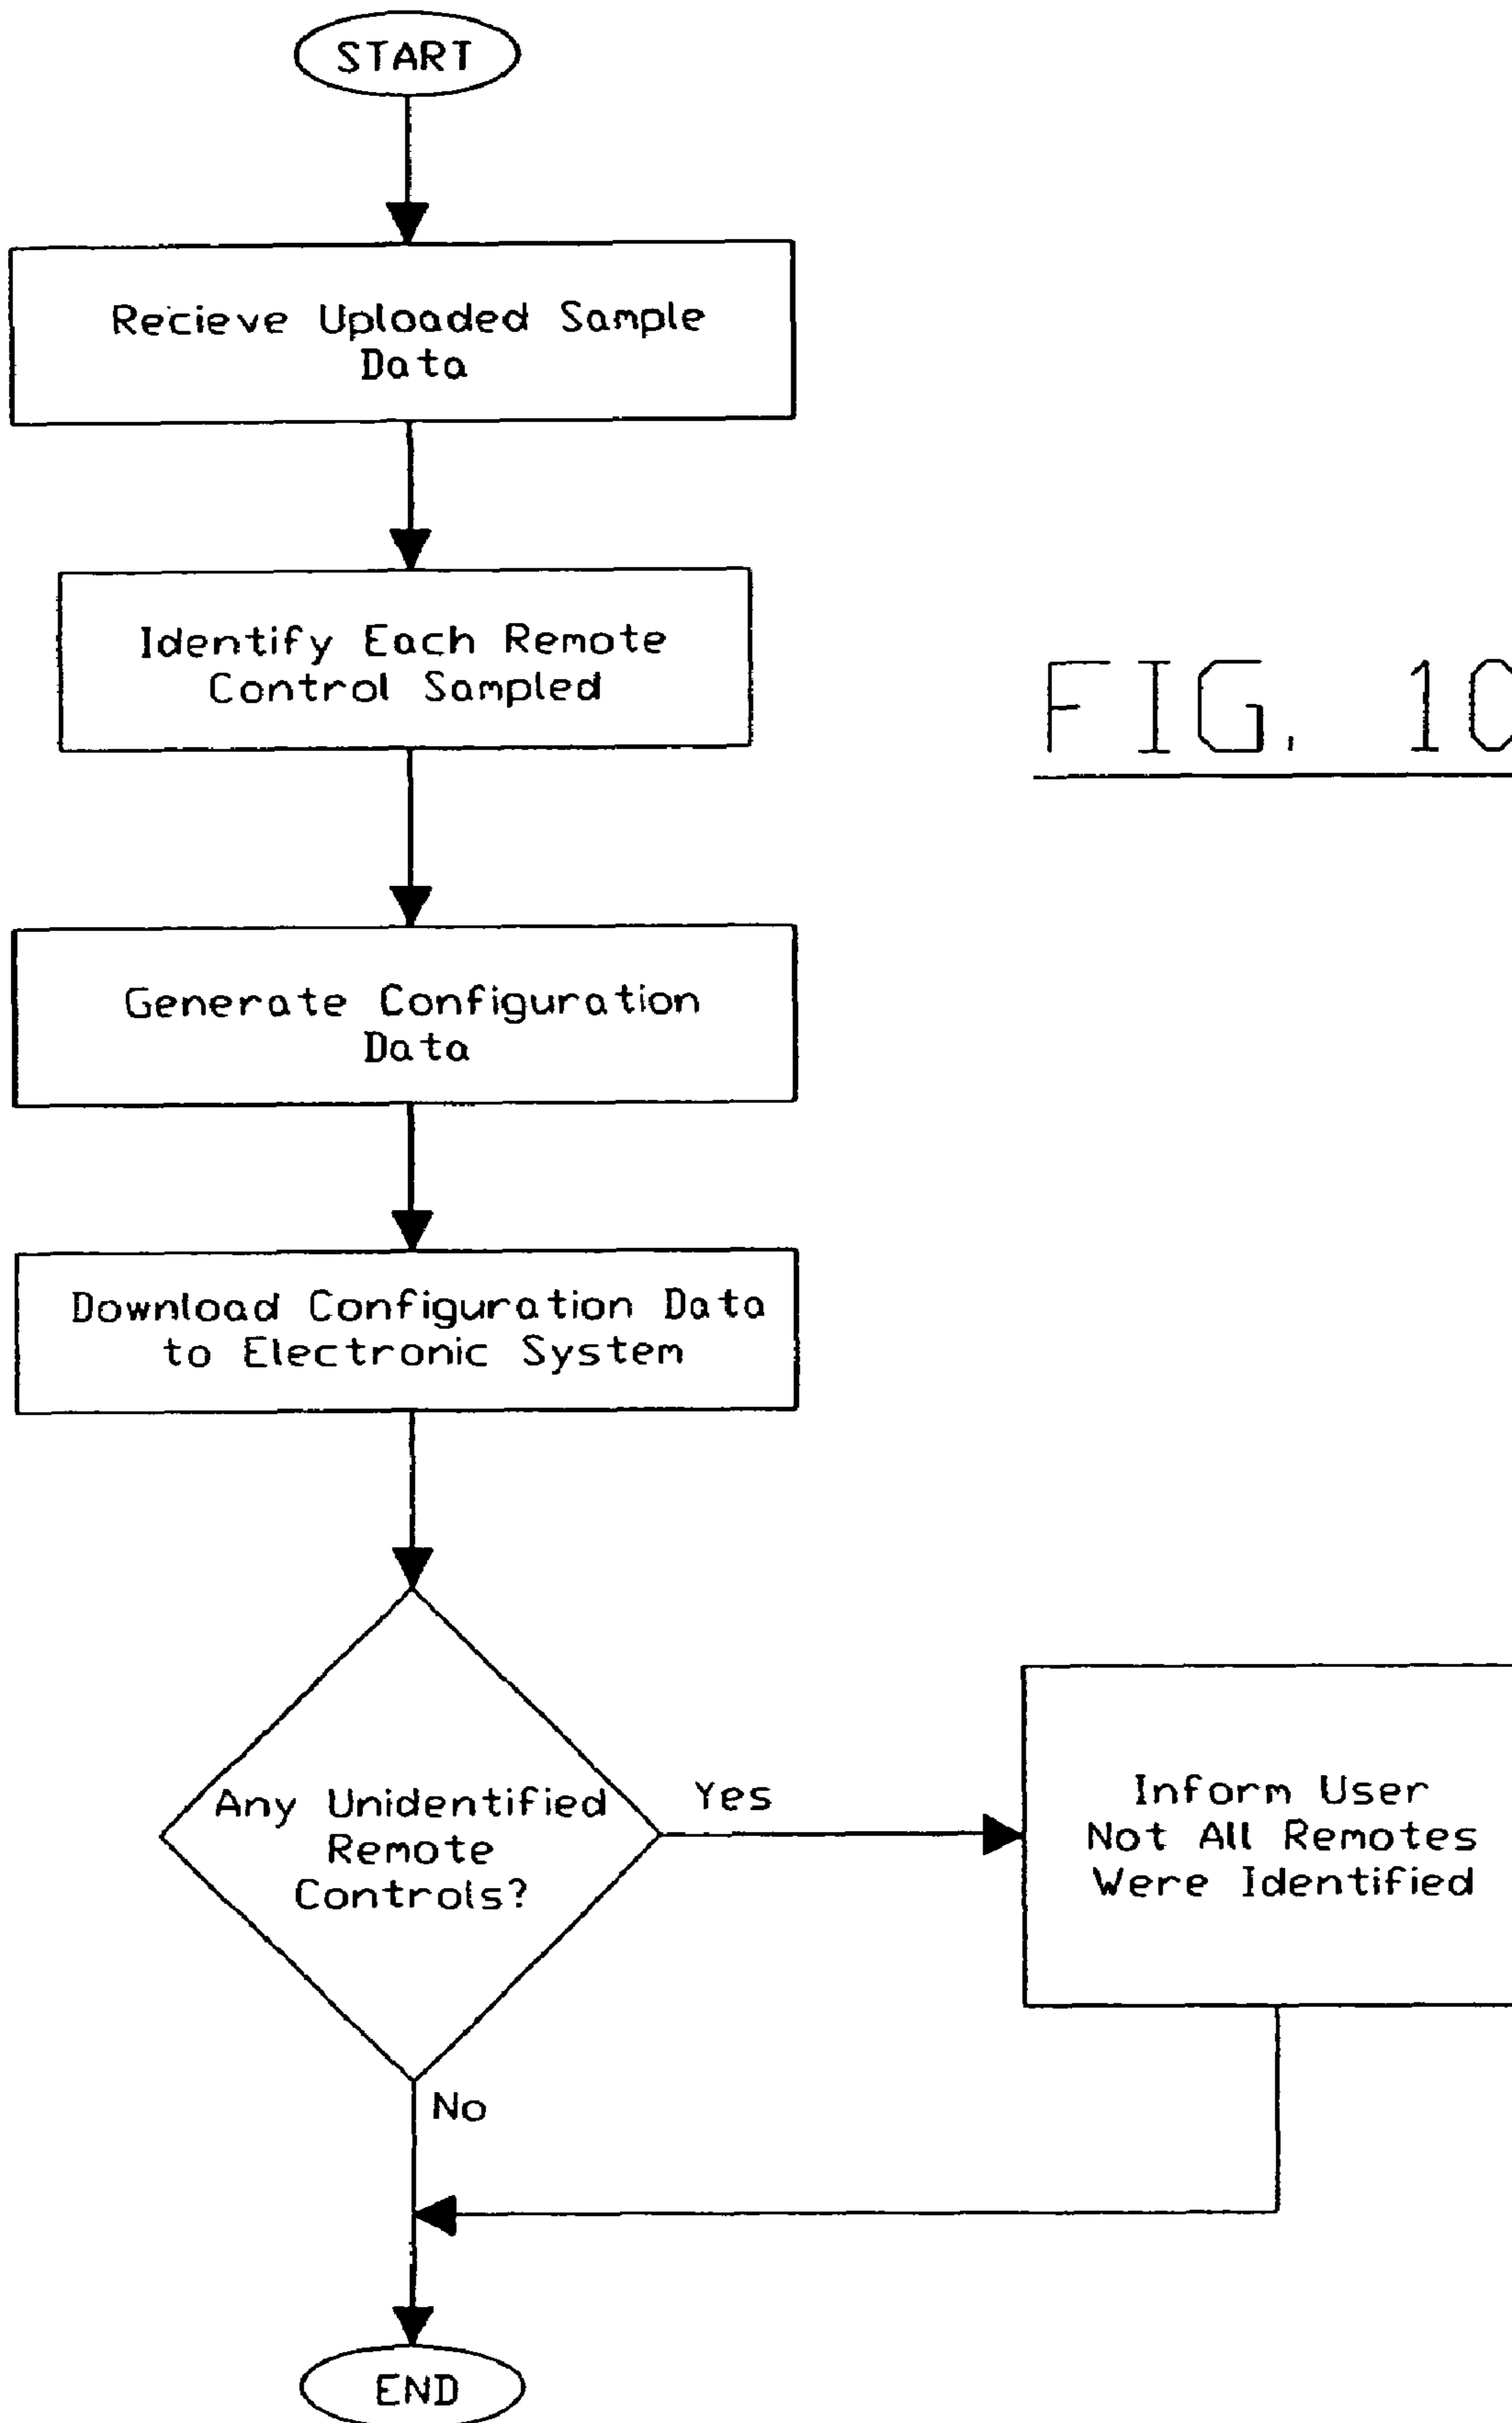 START
Recieve Uploaded Sample
Data
Identify Each Remote
Control Sampled
FIG. 10
Generate Configuration
Data
Download Configuration Data
to Electronic System
Any Unidentified
Remote
Controls?
Yes
Inform User
Not All Remotes
Were Identified
No
END